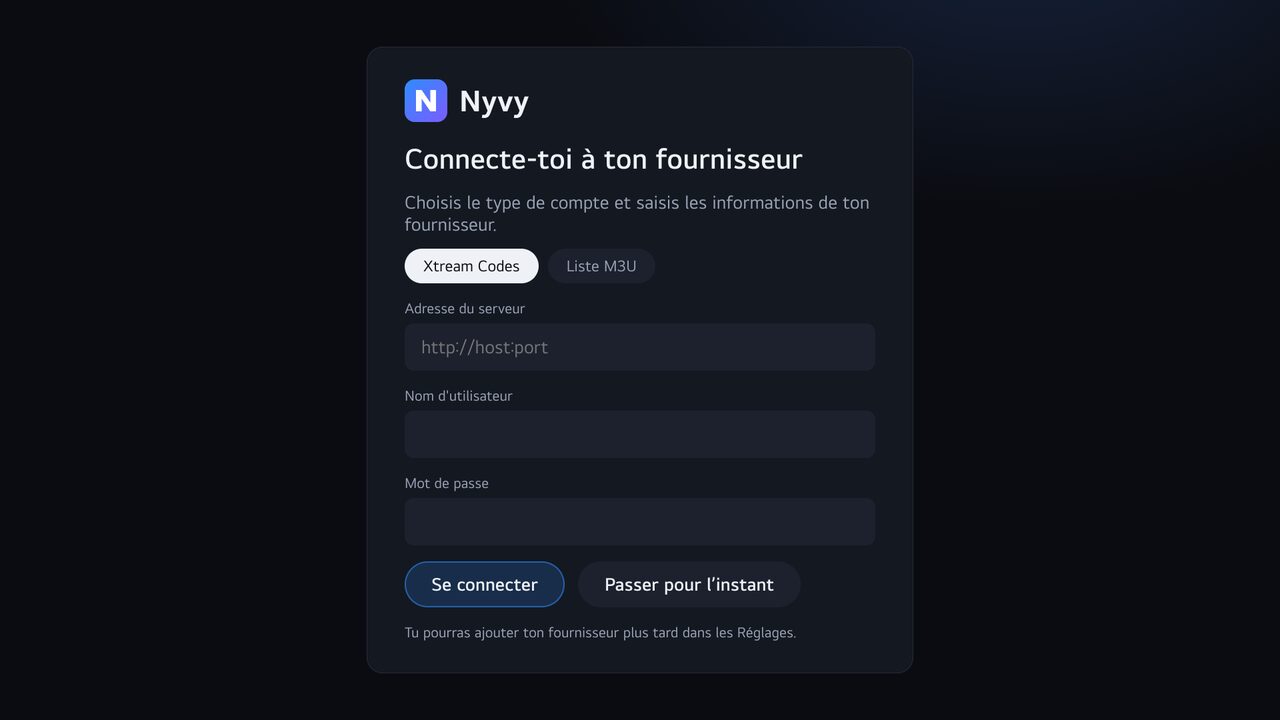 N Nyvy
Connecte-toi à ton fournisseur
Choisis le type de compte et saisis les informations de ton
fournisseur.
Xtream Codes Liste M3U
Adresse du serveur
http://host:port
Nom d'utilisateur
Mot de passe
Se connecter Passer pour l’instant
Tu pourras ajouter ton fournisseur plus tard dans les Réglages.